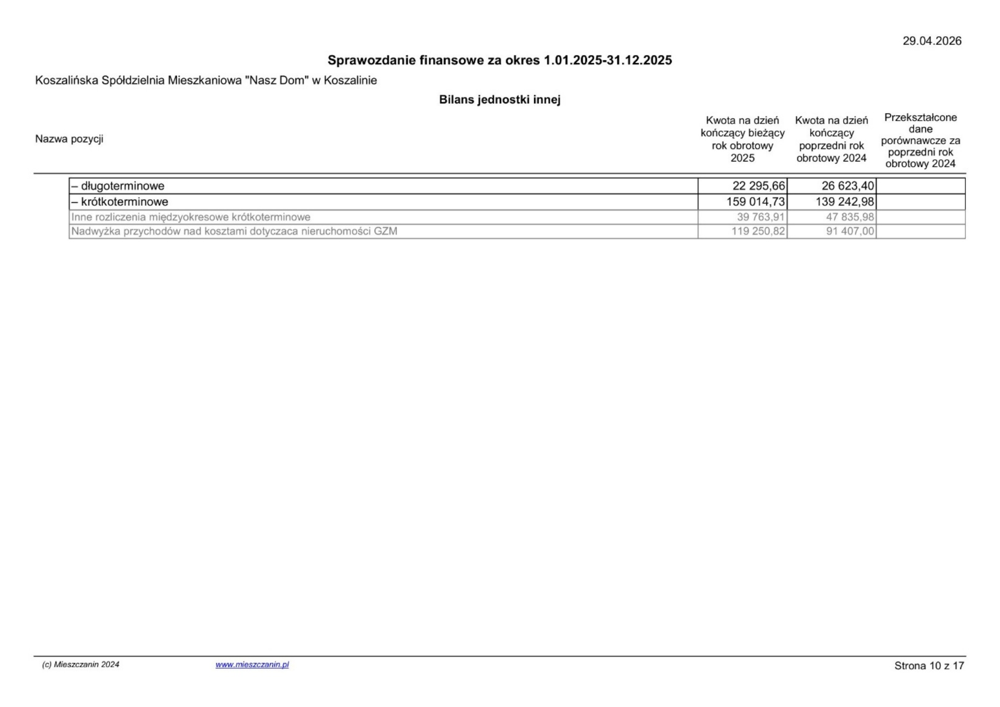 29.04.2026
Sprawozdanie finansowe za okres 1.01.2025-31.12.2025
Koszalińska Spółdzielnia Mieszkaniowa "Nasz Dom" w Koszalinie
Bilans jednostki innej
Nazwa pozycji
Kwota na dzień
kończący bieżący
rok obrotowy
2025
Kwota na dzień
kończący
poprzedni rok
obrotowy 2024
Przekształcone
dane
porównawcze za
poprzedni rok
obrotowy 2024
– długoterminowe 22 295,66 26 623,40
– krótkoterminowe 159 014,73 139 242,98
Inne rozliczenia międzyokresowe krótkoterminowe 39 763,91 47 835,98
Nadwyżka przychodów nad kosztami dotyczaca nieruchomości GZM 119 250,82 91 407,00
(c) Mieszczanin 2024 www.mieszczanin.pl Strona 10 z 17